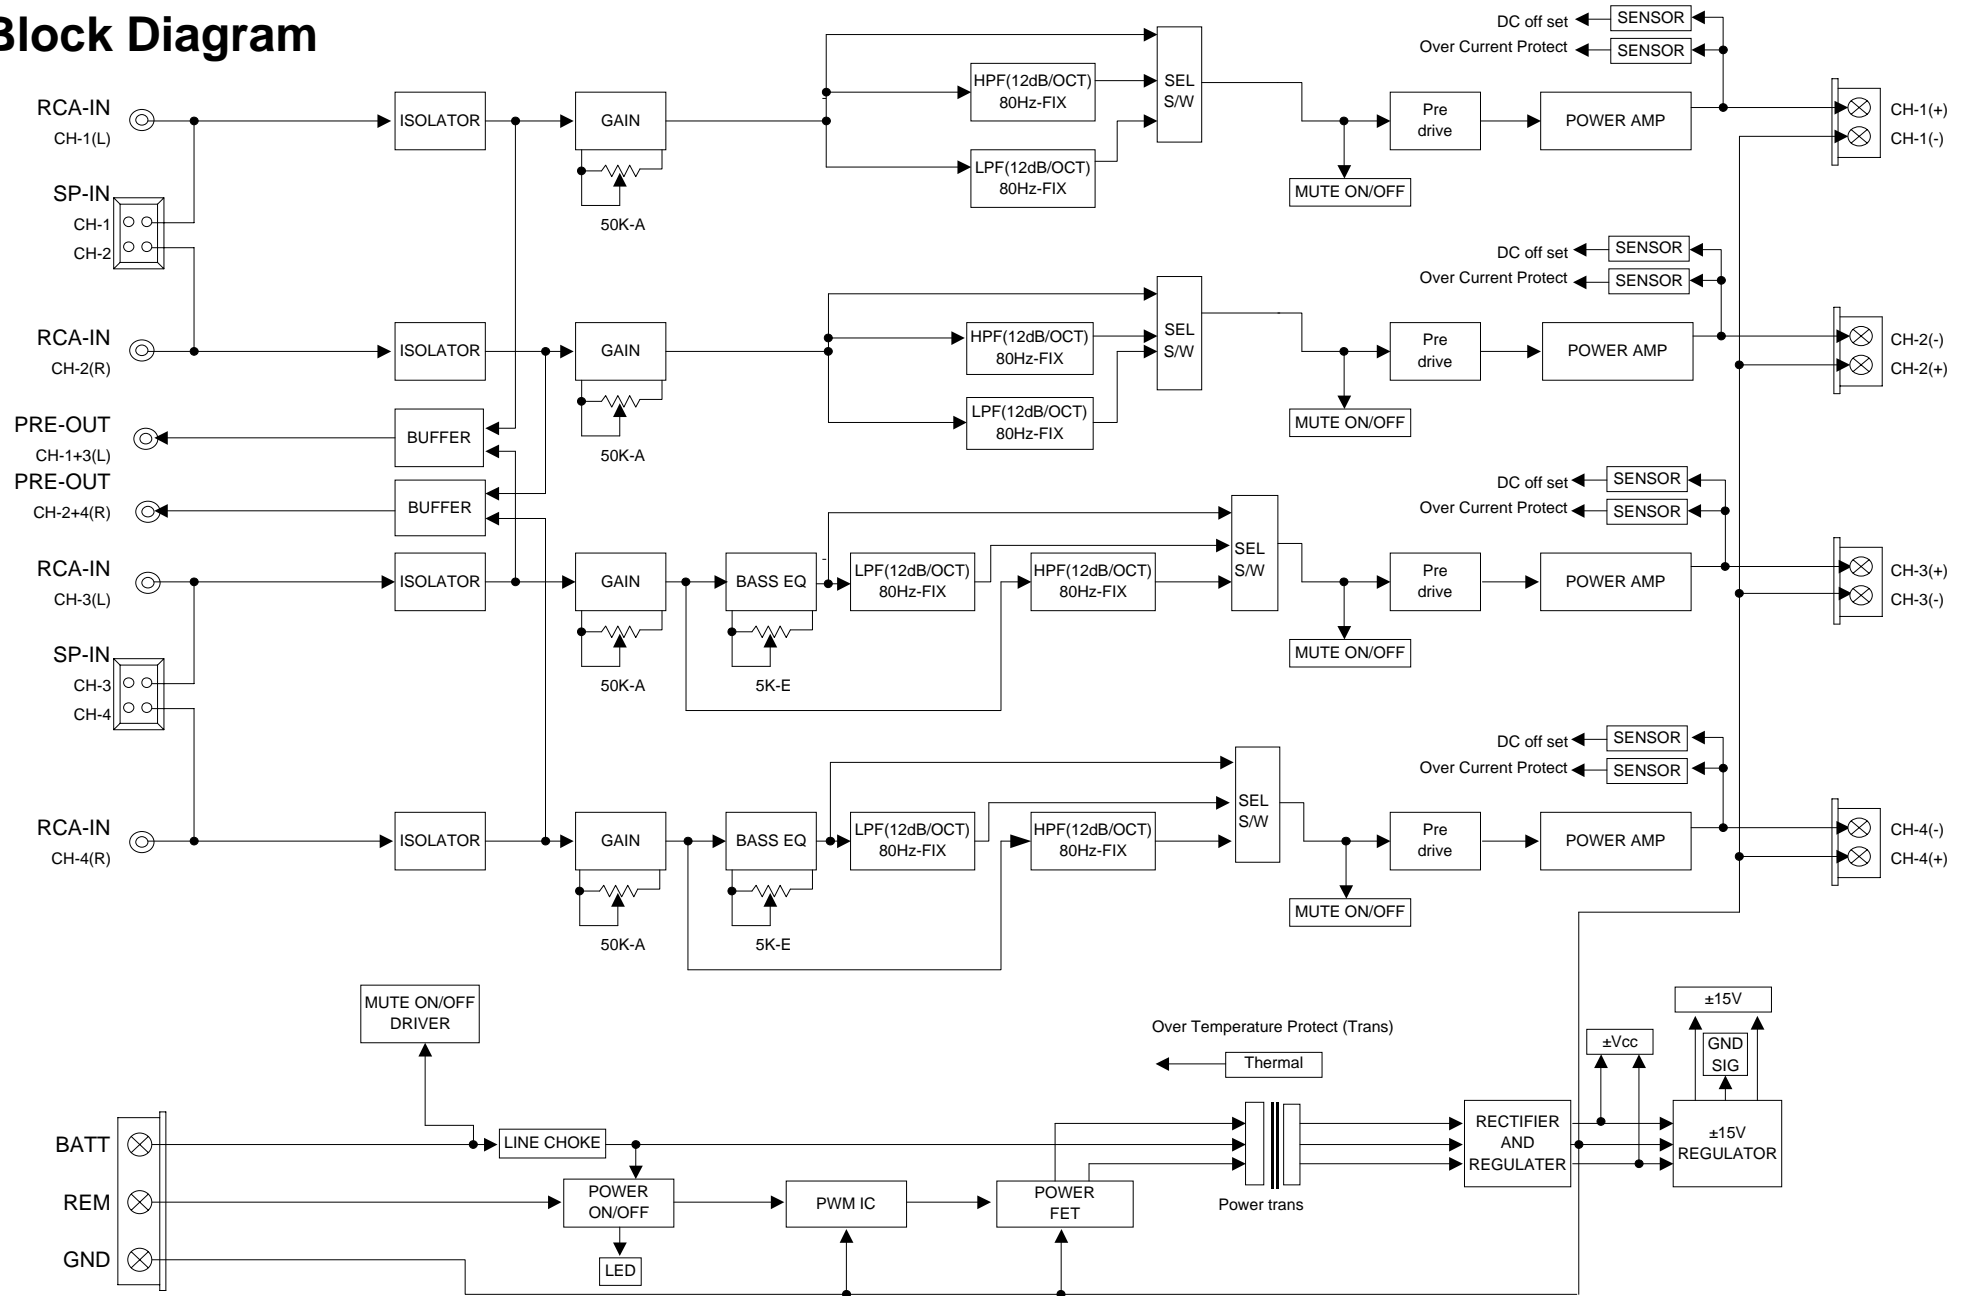 Block Diagram
DC off set
SENSOR
Over Current Protect
SENSOR
RCA-IN
CH-1(L)
ISOLATOR
GAIN
50K-A
HPF(12dB/OCT)
80Hz-FIX
LPF(12dB/OCT)
80Hz-FIX
SEL
S/W
MUTE ON/OFF
Pre
drive
POWER AMP
CH-1(+)
CH-1(-)
SP-IN
CH-1
CH-2
DC off set
SENSOR
Over Current Protect
SENSOR
RCA-IN
CH-2(R)
ISOLATOR
GAIN
50K-A
HPF(12dB/OCT)
80Hz-FIX
LPF(12dB/OCT)
80Hz-FIX
SEL
S/W
MUTE ON/OFF
Pre
drive
POWER AMP
CH-2(-)
CH-2(+)
PRE-OUT
CH-1+3(L)
BUFFER
PRE-OUT
CH-2+4(R)
BUFFER
DC off set
SENSOR
Over Current Protect
SENSOR
RCA-IN
CH-3(L)
ISOLATOR
GAIN
50K-A
BASS EQ
5K-E
LPF(12dB/OCT)
80Hz-FIX
HPF(12dB/OCT)
80Hz-FIX
SEL
S/W
MUTE ON/OFF
Pre
drive
POWER AMP
CH-3(+)
CH-3(-)
SP-IN
CH-3
CH-4
DC off set
SENSOR
Over Current Protect
SENSOR
RCA-IN
CH-4(R)
ISOLATOR
GAIN
50K-A
BASS EQ
5K-E
LPF(12dB/OCT)
80Hz-FIX
HPF(12dB/OCT)
80Hz-FIX
SEL
S/W
MUTE ON/OFF
Pre
drive
POWER AMP
CH-4(-)
CH-4(+)
MUTE ON/OFF
DRIVER
Over Temperature Protect (Trans)
Thermal
±Vcc
±15V
GND
SIG
BATT
LINE CHOKE
Power trans
RECTIFIER
AND
REGULATER
±15V
REGULATOR
REM
POWER
ON/OFF
PWM IC
POWER
FET
GND
LED